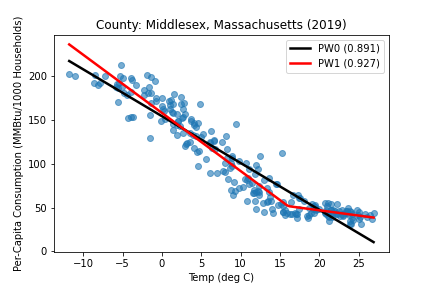 County: Middlesex, Massachusetts (2019)
PW0 (0.891)
PW1 (0.927)
Per-Capita Consumption (MMBtu/1000 Households)
200
150
100
50
0
−10 −5 0 5 10 15 20 25
Temp (deg C)